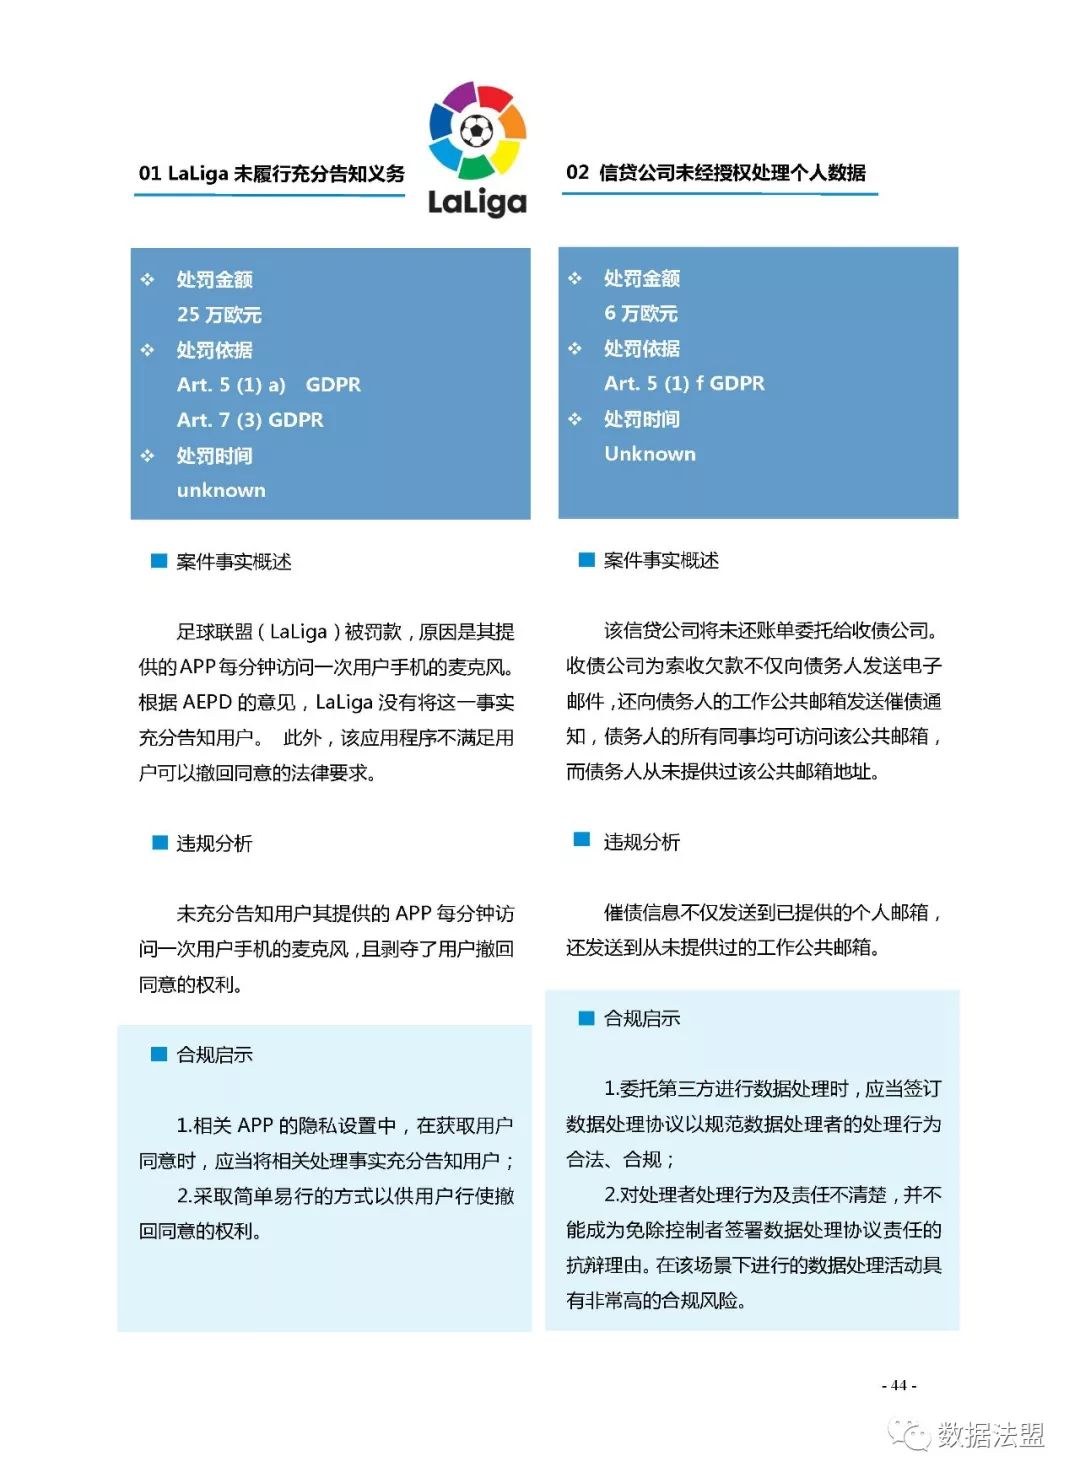 01 LaLiga 未履行充分告知义务
LaLiga
❖ 处罚金额
25 万欧元
❖ 处罚依据
Art. 5 (1) a) GDPR
Art. 7 (3) GDPR
❖ 处罚时间
unknown
■ 案件事实概述
足球联盟（LaLiga）被罚款，原因是其提
供的APP每分钟访问一次用户手机的麦克风。
根据 AEPD 的意见，LaLiga 没有将这一事实
充分告知用户。 此外，该应用程序不满足用
户可以撤回同意的法律要求。
■ 违规分析
未充分告知用户其提供的 APP 每分钟访
问一次用户手机的麦克风，且剥夺了用户撤回
同意的权利。
■ 合规启示
1.相关 APP 的隐私设置中，在获取用户
同意时，应当将相关处理事实充分告知用户；
2.采取简单易行的方式以供用户行使撤
回同意的权利。
02 信贷公司未经授权处理个人数据
❖ 处罚金额
6 万欧元
❖ 处罚依据
Art. 5 (1) f GDPR
❖ 处罚时间
Unknown
■ 案件事实概述
该信贷公司将未还账单委托给收债公司。
收债公司为索收欠款不仅向债务人发送电子
邮件，还向债务人的工作公共邮箱发送催债通
知，债务人的所有同事均可访问该公共邮箱，
而债务人从未提供过该公共邮箱地址。
■ 违规分析
催债信息不仅发送到已提供的个人邮箱，
还发送到从未提供过的工作公共邮箱。
■ 合规启示
1.委托第三方进行数据处理时，应当签订
数据处理协议以规范数据处理者的处理行为
合法、合规；
2.对处理者处理行为及责任不清楚，并不
能成为免除控制者签署数据处理协议责任的
抗辩理由。在该场景下进行的数据处理活动具
有非常高的合规风险。
- 44 -
数据法盟